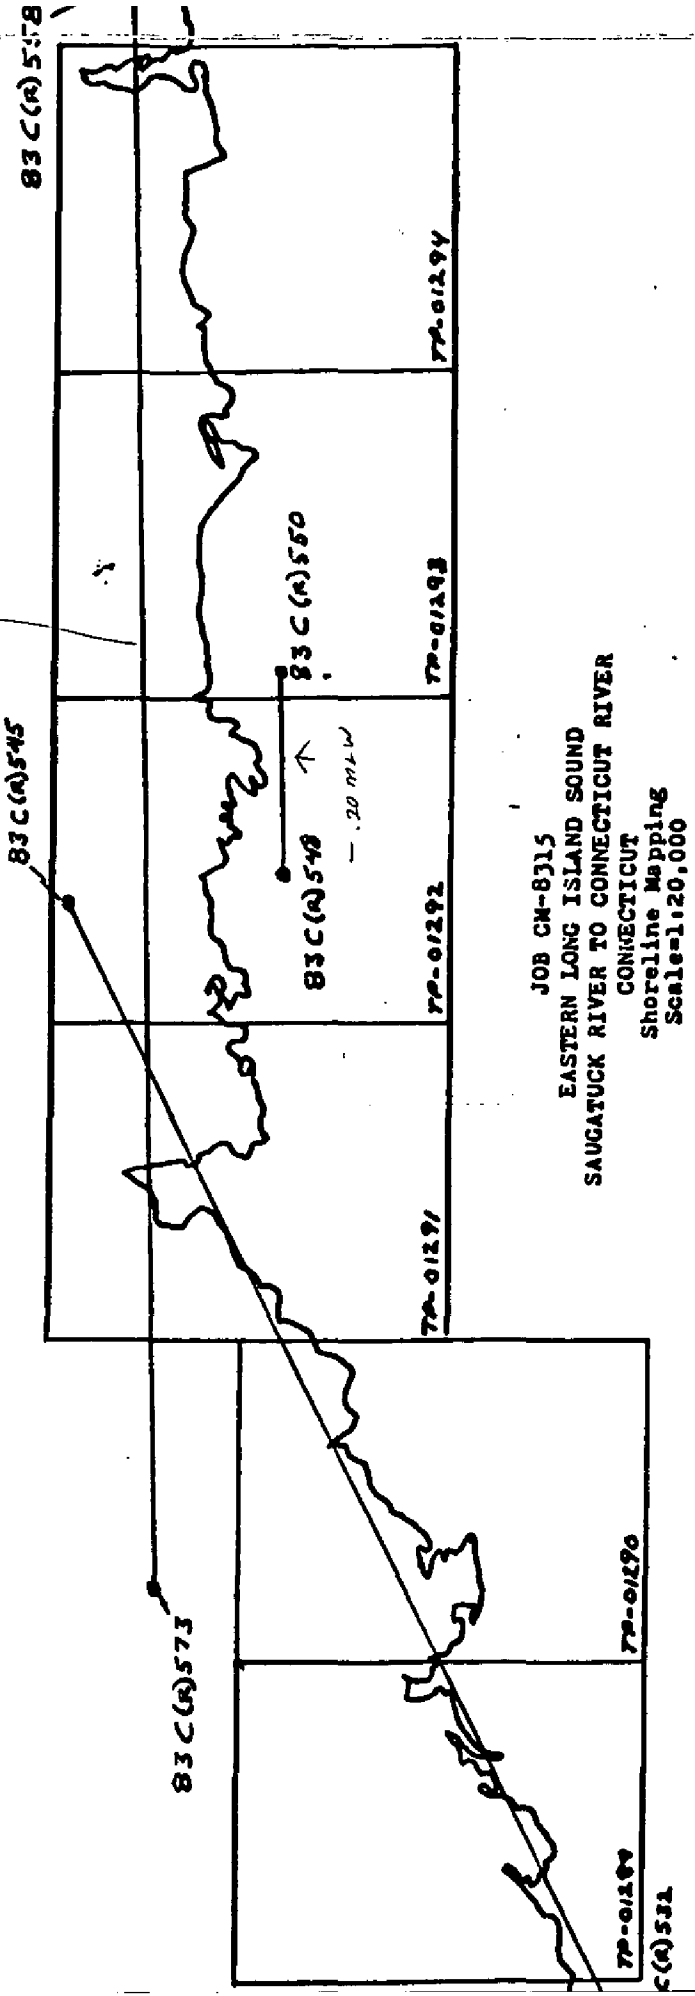 83 C(R)558
TP-01294
TP-01293
83 C(R)550
83 C(R)545
— .20 MLW
83 C(R)548
TP-01292
TP-01291
JOB CM-8315
EASTERN LONG ISLAND SOUND
SAUGATUCK RIVER TO CONNECTICUT RIVER
CONNECTICUT
Shoreline Mapping
Scale=1:20,000
83 C(R)573
TP-01290
TP-01289
C(R)532